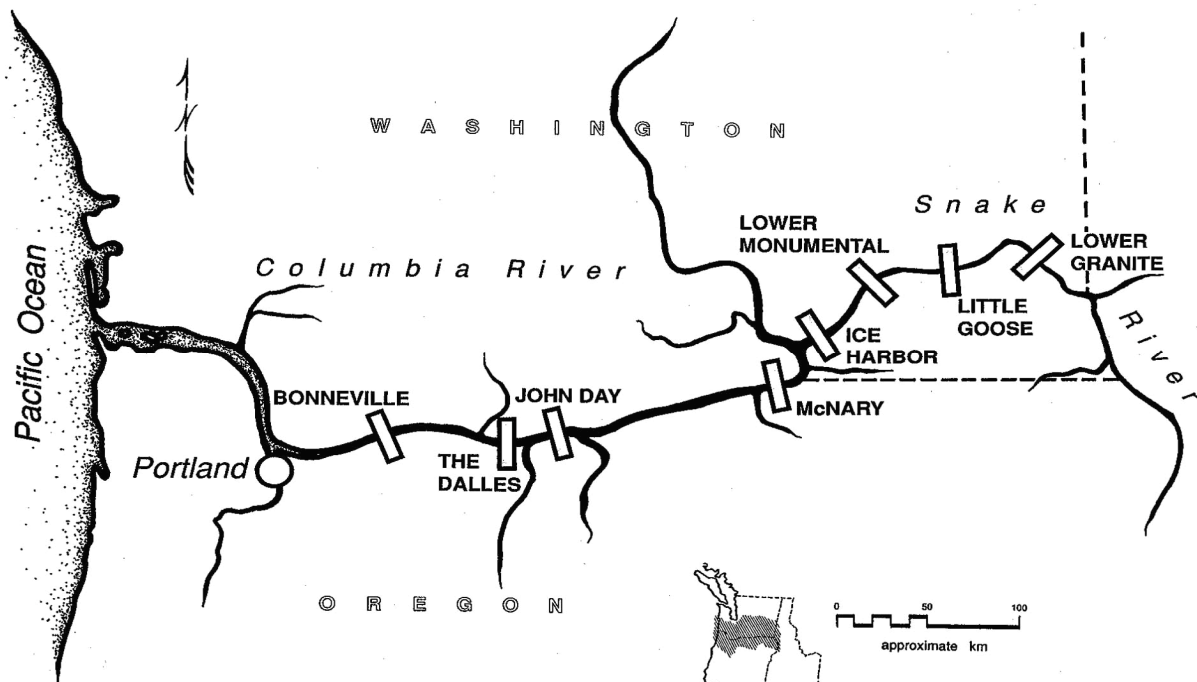 N
WASHINGTON
Snake
LOWER
MONUMENTAL
LOWER
GRANITE
Columbia River
Pacific Ocean
LITTLE
GOOSE
River
ICE
HARBOR
BONNEVILLE
JOHN DAY
McNARY
Portland
THE
DALLES
OREGON
0 50 100
approximate km